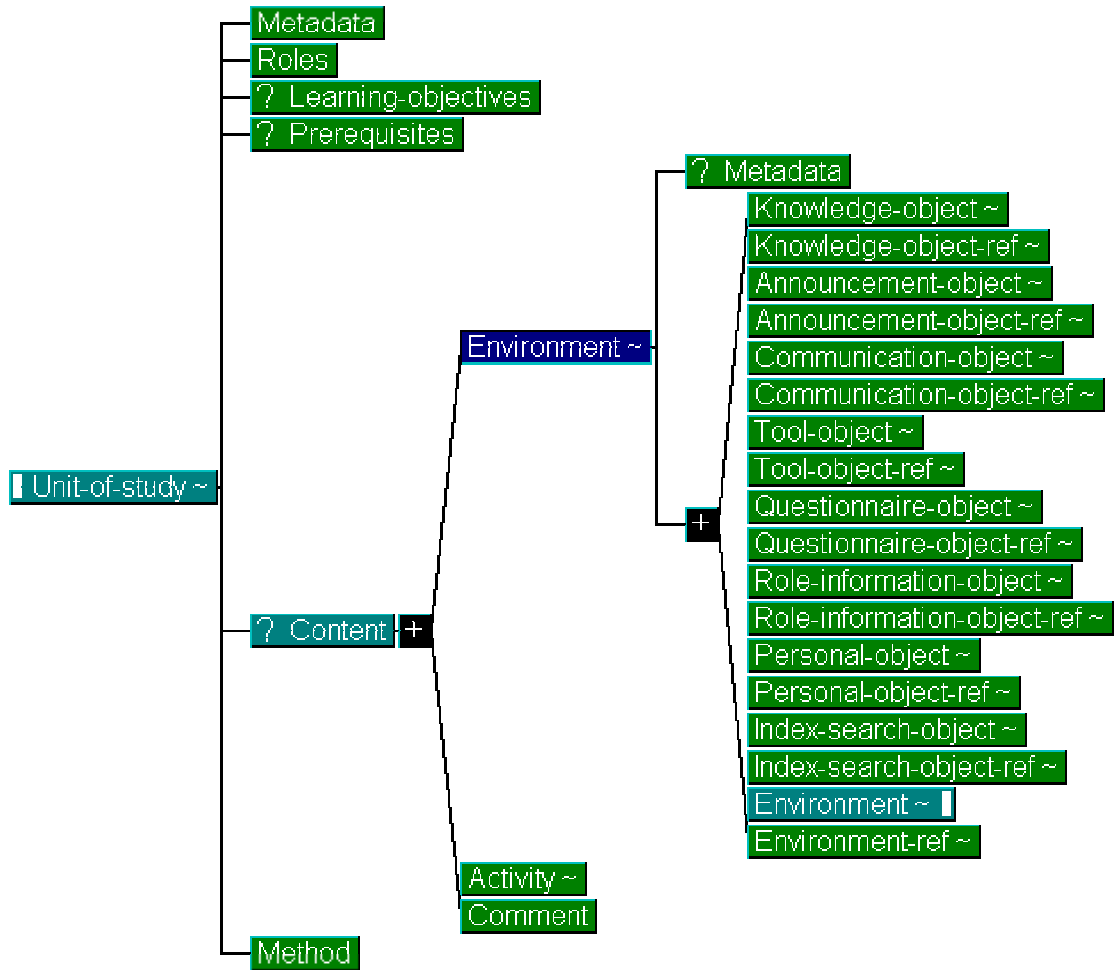 Metadata
Roles
? Learning-objectives
? Prerequisites
? Metadata
Knowledge-object ~
Knowledge-object-ref ~
Announcement-object ~
Announcement-object-ref ~
Environment ~
Communication-object ~
Communication-object-ref ~
Tool-object ~
Tool-object-ref ~
Unit-of-study ~
Questionnaire-object ~
+
Questionnaire-object-ref ~
Role-information-object ~
Role-information-object-ref ~
? Content +
Personal-object ~
Personal-object-ref ~
Index-search-object ~
Index-search-object-ref ~
Environment ~
Environment-ref ~
Activity ~
Comment
Method